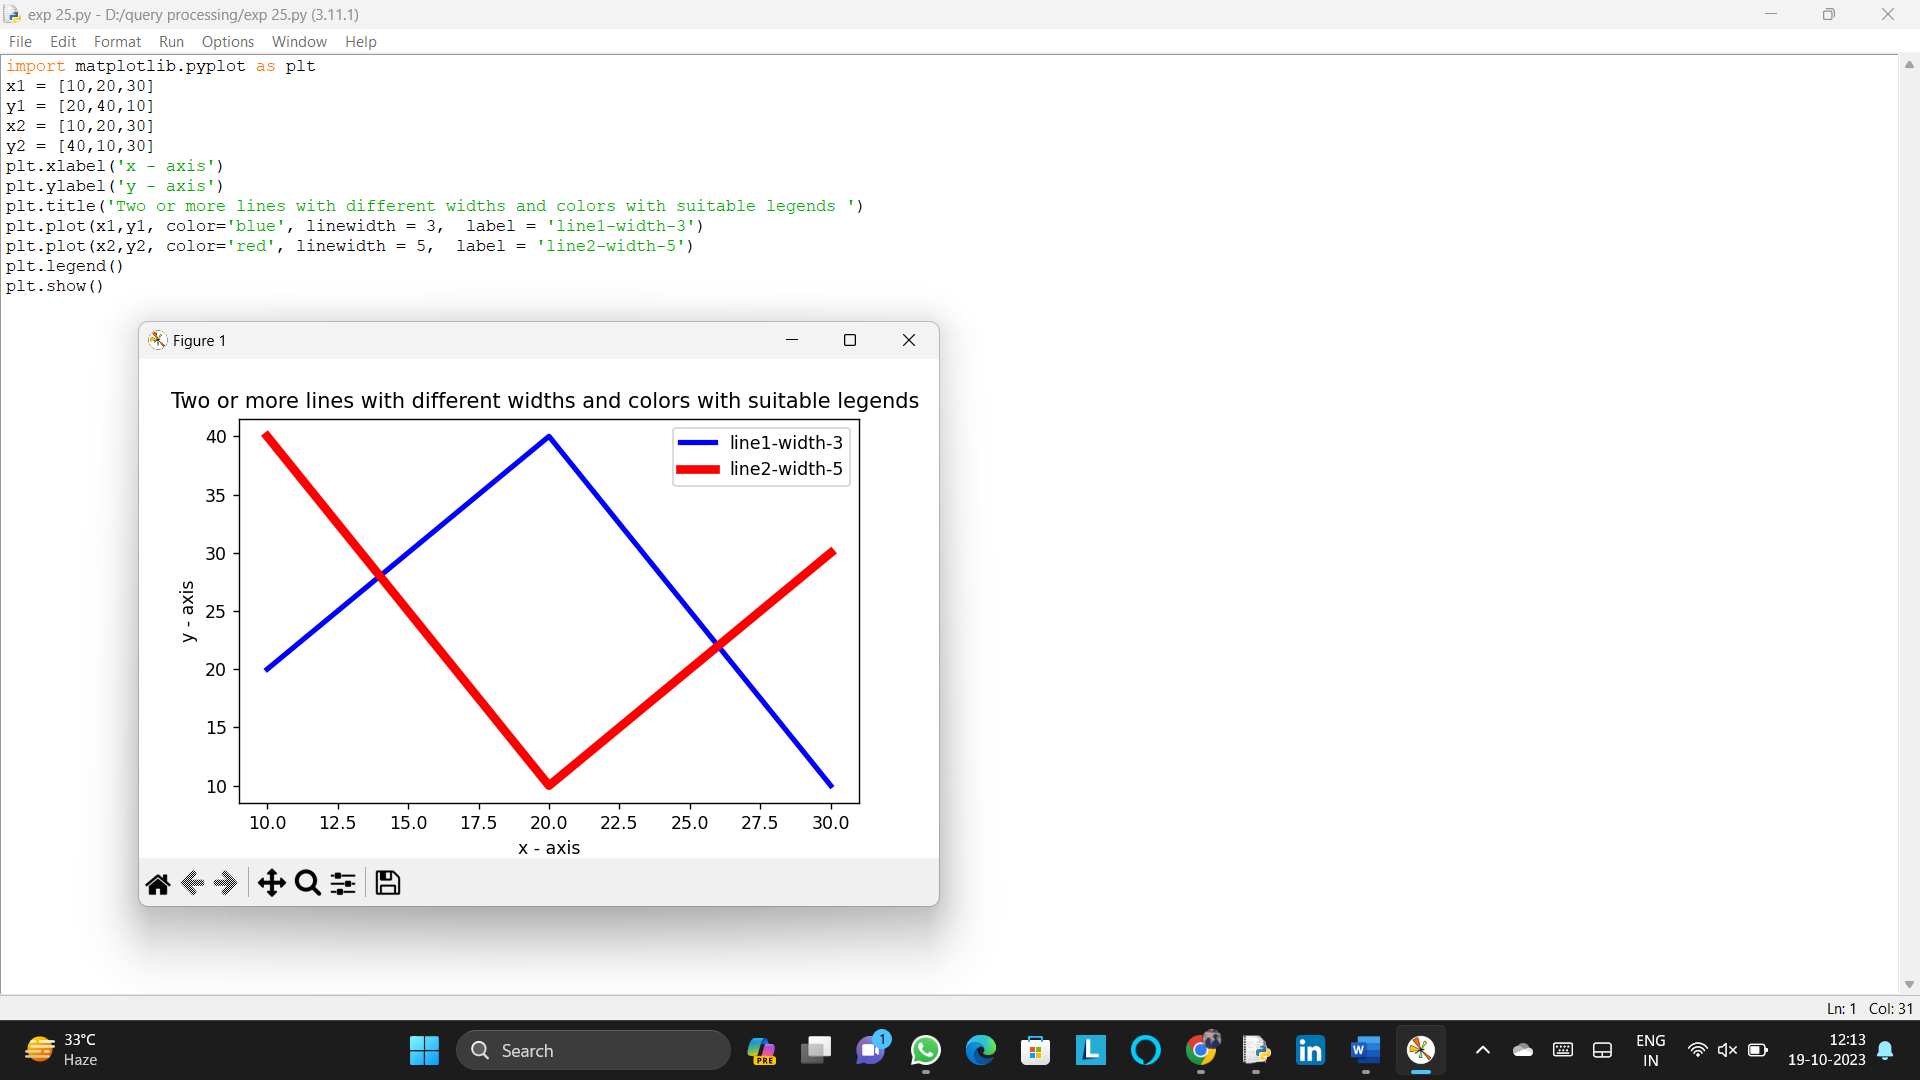 exp 25.py - D:/query processing/exp 25.py (3.11.1)
File Edit Format Run Options Window Help
import matplotlib.pyplot as plt
x1 = [10,20,30]
y1 = [20,40,10]
x2 = [10,20,30]
y2 = [40,10,30]
plt.xlabel('x - axis')
plt.ylabel('y - axis')
plt.title('Two or more lines with different widths and colors with suitable legends ')
plt.plot(x1,y1, color='blue', linewidth = 3,  label = 'line1-width-3')
plt.plot(x2,y2, color='red', linewidth = 5,  label = 'line2-width-5')
plt.legend()
plt.show()
Figure 1
Two or more lines with different widths and colors with suitable legends
line1-width-3
line2-width-5
40
35
30
25
20
15
10
y - axis
10.0 12.5 15.0 17.5 20.0 22.5 25.0 27.5 30.0
x - axis
Ln: 1 Col: 31
33°C
Haze
Search
PRE
1
L
in
W
ENG
IN
12:13
19-10-2023